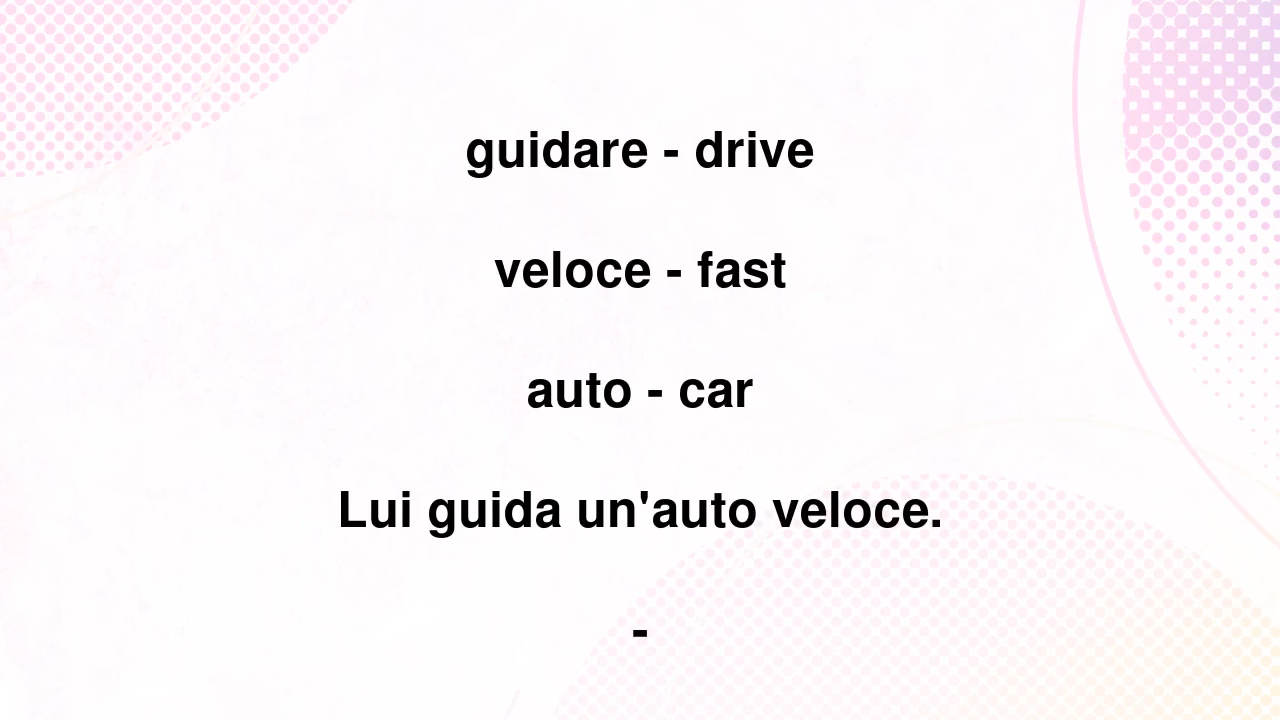 guidare - drive
veloce - fast
auto - car
Lui guida un'auto veloce.
-